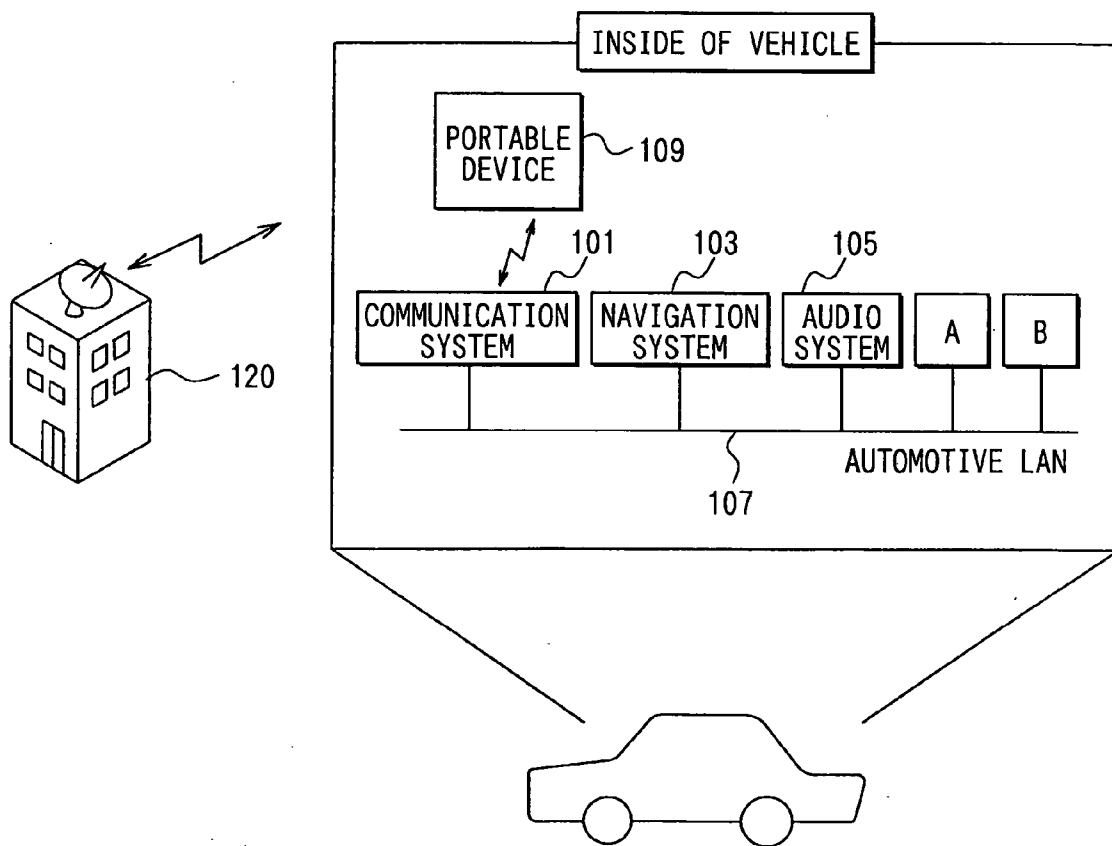 INSIDE OF VEHICLE
PORTABLE
DEVICE
109
101
103
105
COMMUNICATION
SYSTEM
NAVIGATION
SYSTEM
AUDIO
SYSTEM
A
B
120
AUTOMOTIVE LAN
107